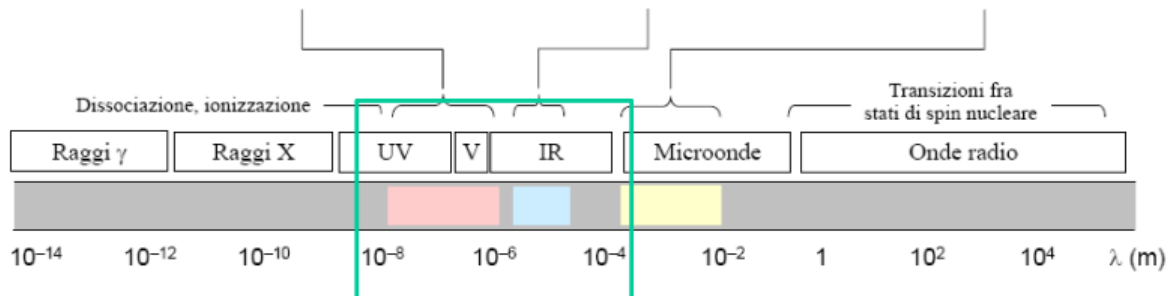 Dissociazione, ionizzazione
Transizioni fra
stati di spin nucleare
Raggi γ Raggi X UV V IR Microonde Onde radio
10⁻¹⁴ 10⁻¹² 10⁻¹⁰ 10⁻⁸ 10⁻⁶ 10⁻⁴ 10⁻² 1 10² 10⁴ λ (m)